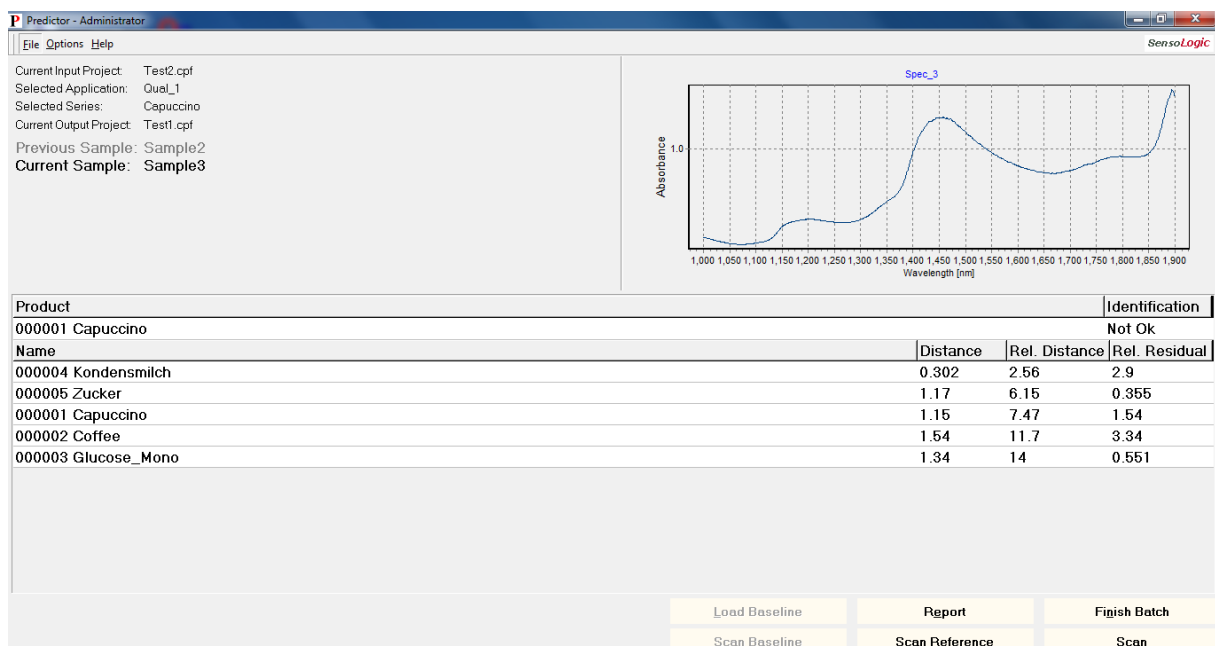 Predictor - Administrator
File Options Help
SensoLogic
Current Input Project: Test2.cpf
Selected Application: Qual_1
Selected Series: Capuccino
Current Output Project: Test1.cpf
Previous Sample: Sample2
Current Sample: Sample3
Spec_3
Absorbance
1.0
1,000 1,050 1,100 1,150 1,200 1,250 1,300 1,350 1,400 1,450 1,500 1,550 1,600 1,650 1,700 1,750 1,800 1,850 1,900
Wavelength [nm]
Product Identification
000001 Capuccino Not Ok
Name Distance Rel. Distance Rel. Residual
000004 Kondensmilch 0.302 2.56 2.9
000005 Zucker 1.17 6.15 0.355
000001 Capuccino 1.15 7.47 1.54
000002 Coffee 1.54 11.7 3.34
000003 Glucose_Mono 1.34 14 0.551
Load Baseline Report Finish Batch
Scan Baseline Scan Reference Scan